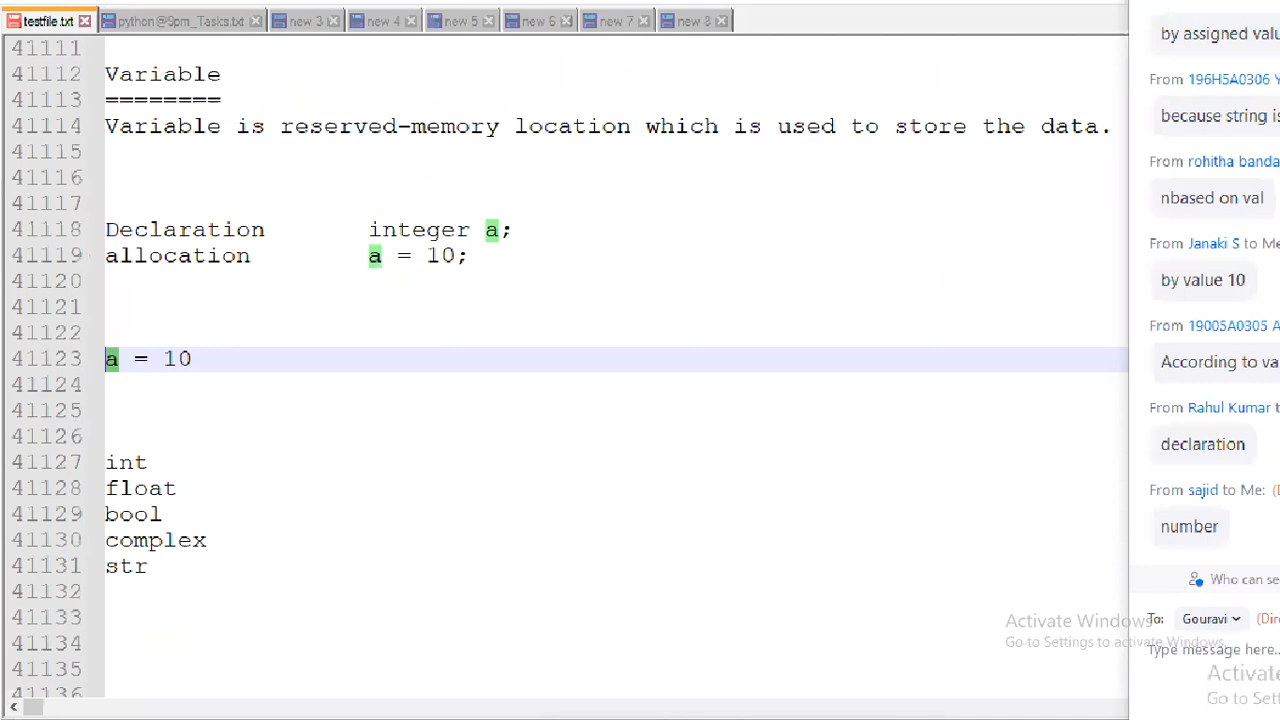 testfile.txt python@9pm_Tasks.txt new 3 new 4 new 5 new 6 new 7 new 8
41111
41112 Variable
41113 ========
41114 Variable is reserved-memory location which is used to store the data.
41115
41116
41117
41118 Declaration integer a;
41119 allocation a = 10;
41120
41121
41122
41123 a = 10
41124
41125
41126
41127 int
41128 float
41129 bool
41130 complex
41131 str
41132
41133
41134
41135
41136
by assigned valu
From 196H5A0306 Y
because string is
From rohitha banda
nbased on val
From Janaki S to Me
by value 10
From 19005A0305 A
According to va
From Rahul Kumar t
declaration
From sajid to Me: (D
number
Who can se
To: Gouravi (Dire
Type message here...
Activate Windows
Go to Settings to activate Windows.
Activate
Go to Sett